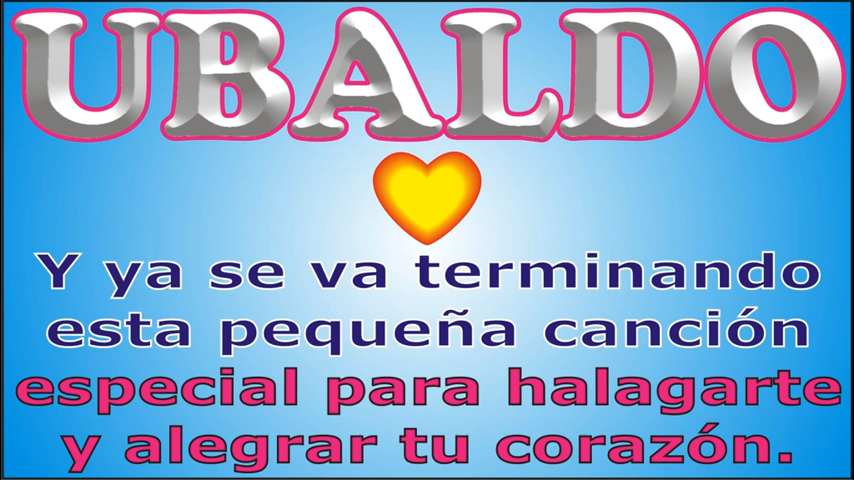 UBALDO
Y ya se va terminando
esta pequeña canción
especial para halagarte
y alegrar tu corazón.